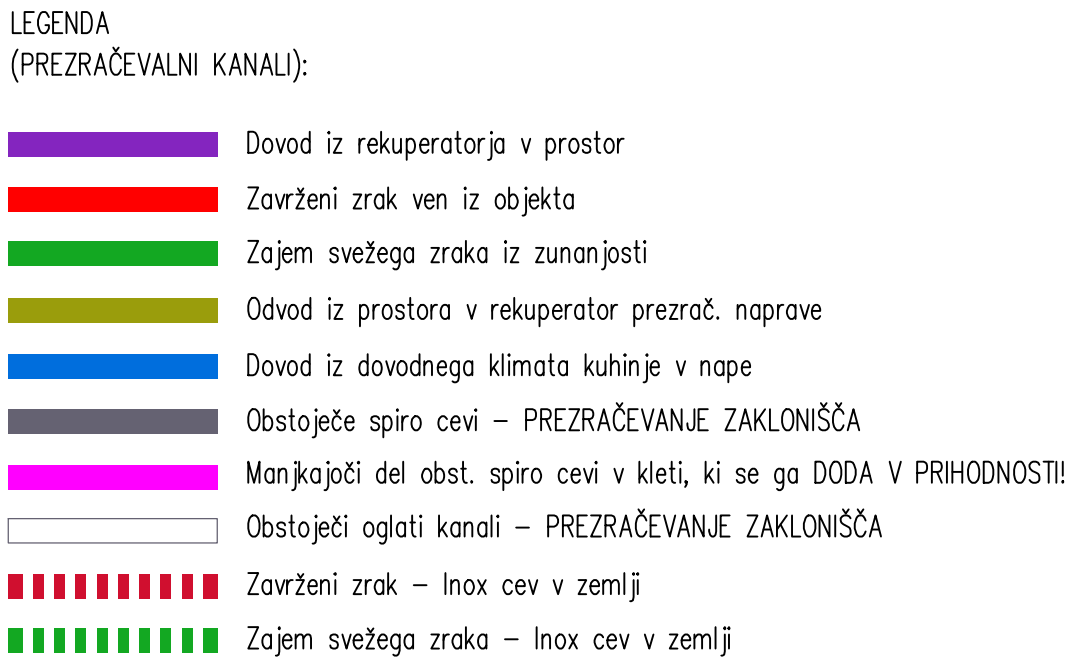 LEGENDA
(PREZRAČEVALNI KANALI):
Dovod iz rekuperatorja v prostor
Zavrženi zrak ven iz objekta
Zajem svežega zraka iz zunanjosti
Odvod iz prostora v rekuperator prezrač. naprave
Dovod iz dovodnega klimata kuhinje v nape
Obstoječe spiro cevi – PREZRAČEVANJE ZAKLONIŠČA
Manjkajoči del obst. spiro cevi v kleti, ki se ga DODA V PRIHODNOSTI!
Obstoječi oglati kanali – PREZRAČEVANJE ZAKLONIŠČA
Zavrženi zrak – Inox cev v zemlji
Zajem svežega zraka – Inox cev v zemlji